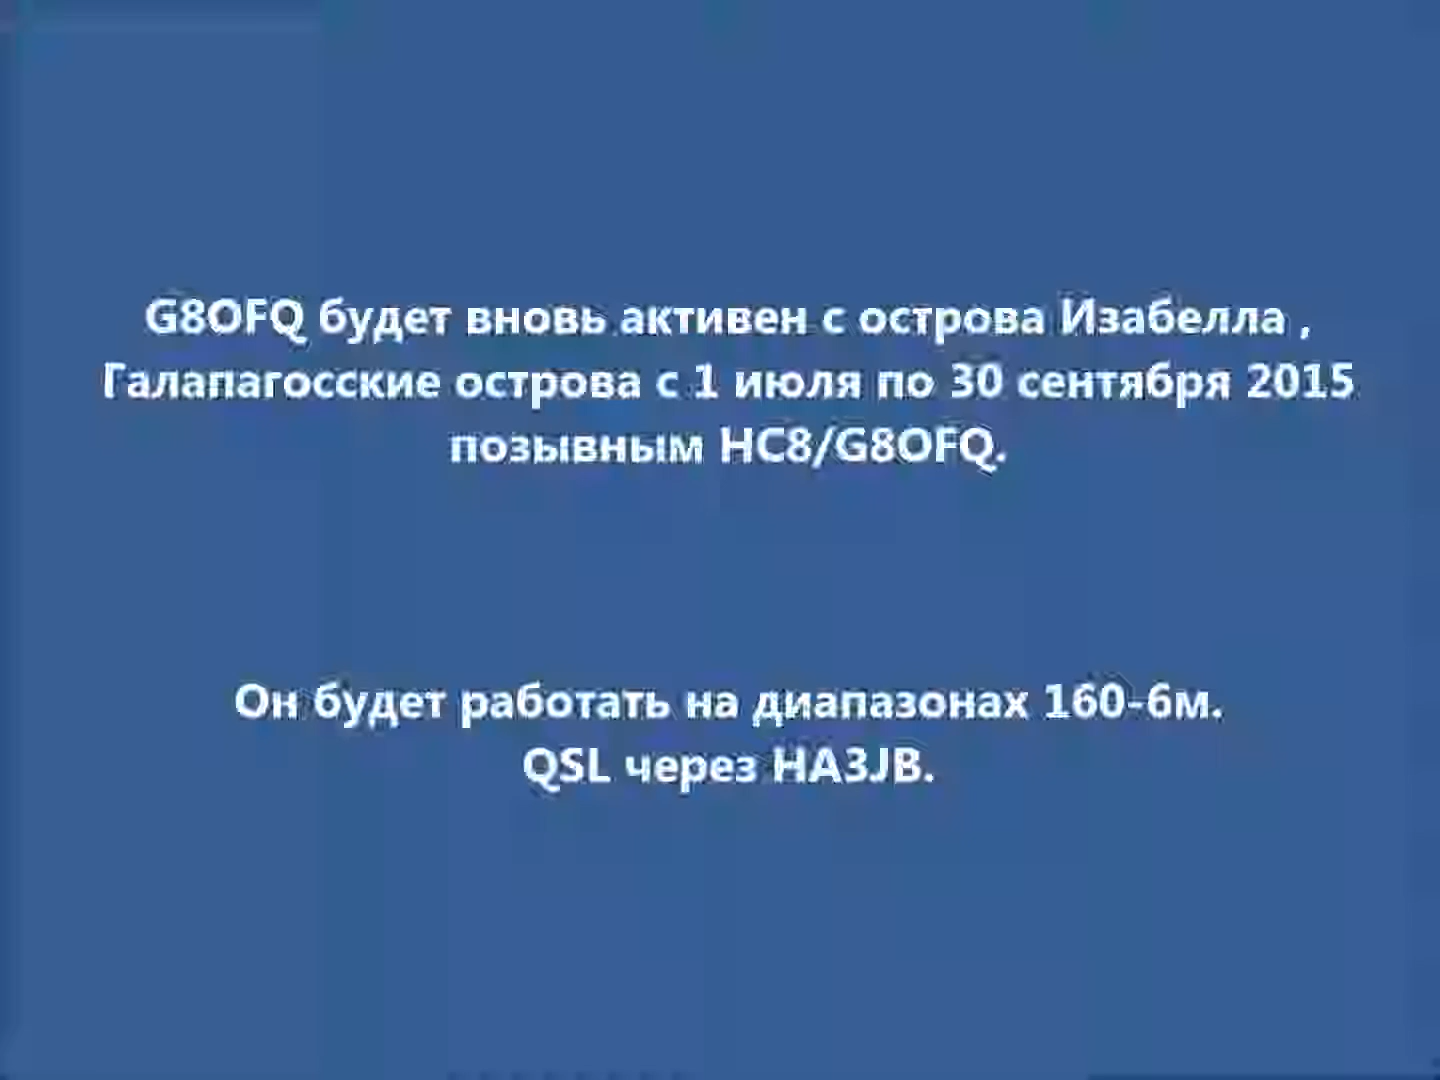 G8OFQ будет вновь активен с острова Изабелла ,
Галапагосские острова с 1 июля по 30 сентября 2015
позывным HC8/G8OFQ.
Он будет работать на диапазонах 160-6м.
QSL через HA3JB.